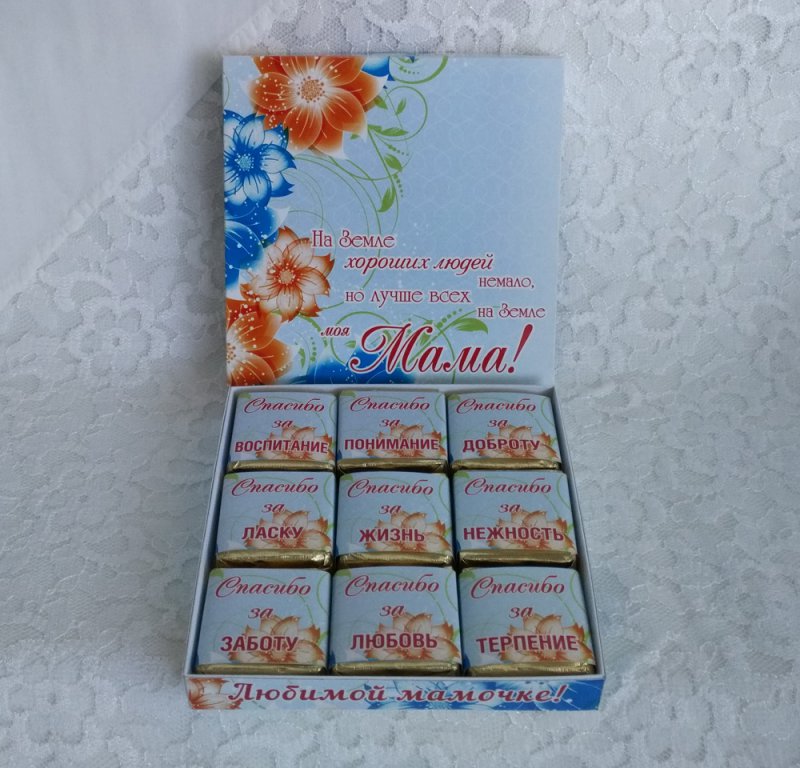 На Земле
хороших людей
немало,
но лучше всех
на Земле
моя
Мама!
Спасибо
за
ВОСПИТАНИЕ
Спасибо
за
ПОНИМАНИЕ
Спасибо
за
ДОБРОТУ
Спасибо
за
ЛАСКУ
Спасибо
за
ЖИЗНЬ
Спасибо
за
НЕЖНОСТЬ
Спасибо
за
ЗАБОТУ
Спасибо
за
ЛЮБОВЬ
Спасибо
за
ТЕРПЕНИЕ
Любимой мамочке!